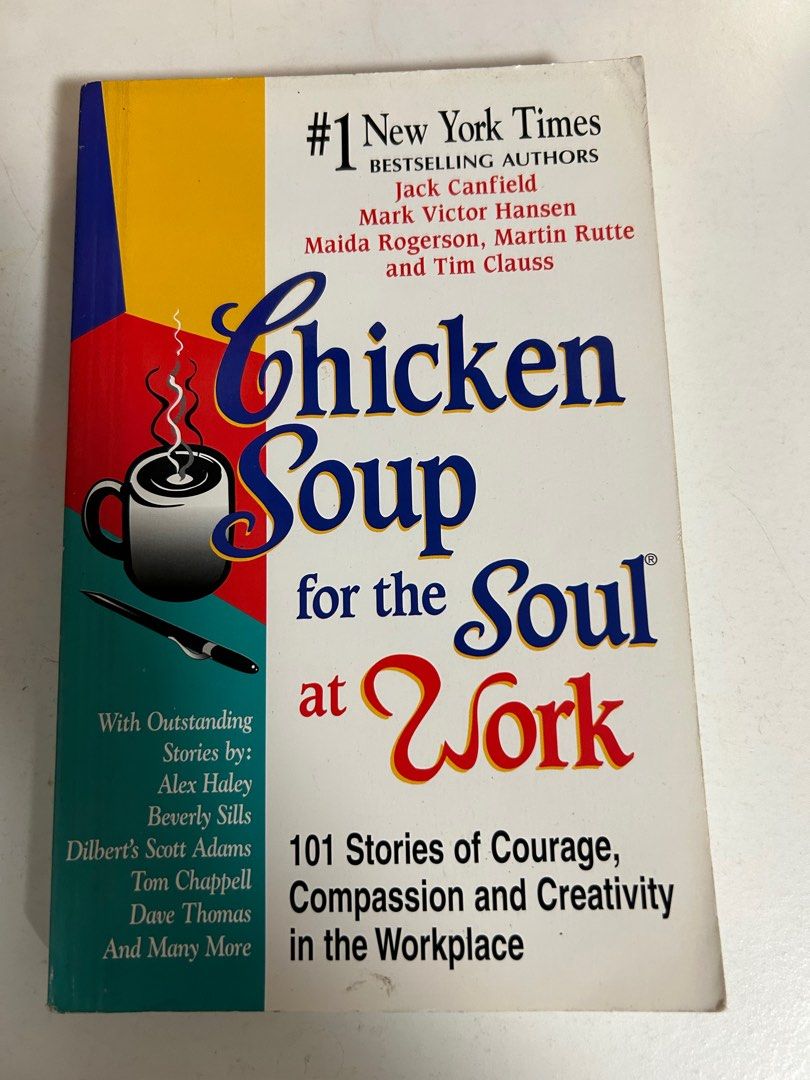 #1 New York Times
BESTSELLING AUTHORS
Jack Canfield
Mark Victor Hansen
Maida Rogerson, Martin Rutte
and Tim Clauss
Chicken
Soup
for the Soul®
at Work
With Outstanding
Stories by:
Alex Haley
Beverly Sills
Dilbert's Scott Adams
Tom Chappell
Dave Thomas
And Many More
101 Stories of Courage,
Compassion and Creativity
in the Workplace